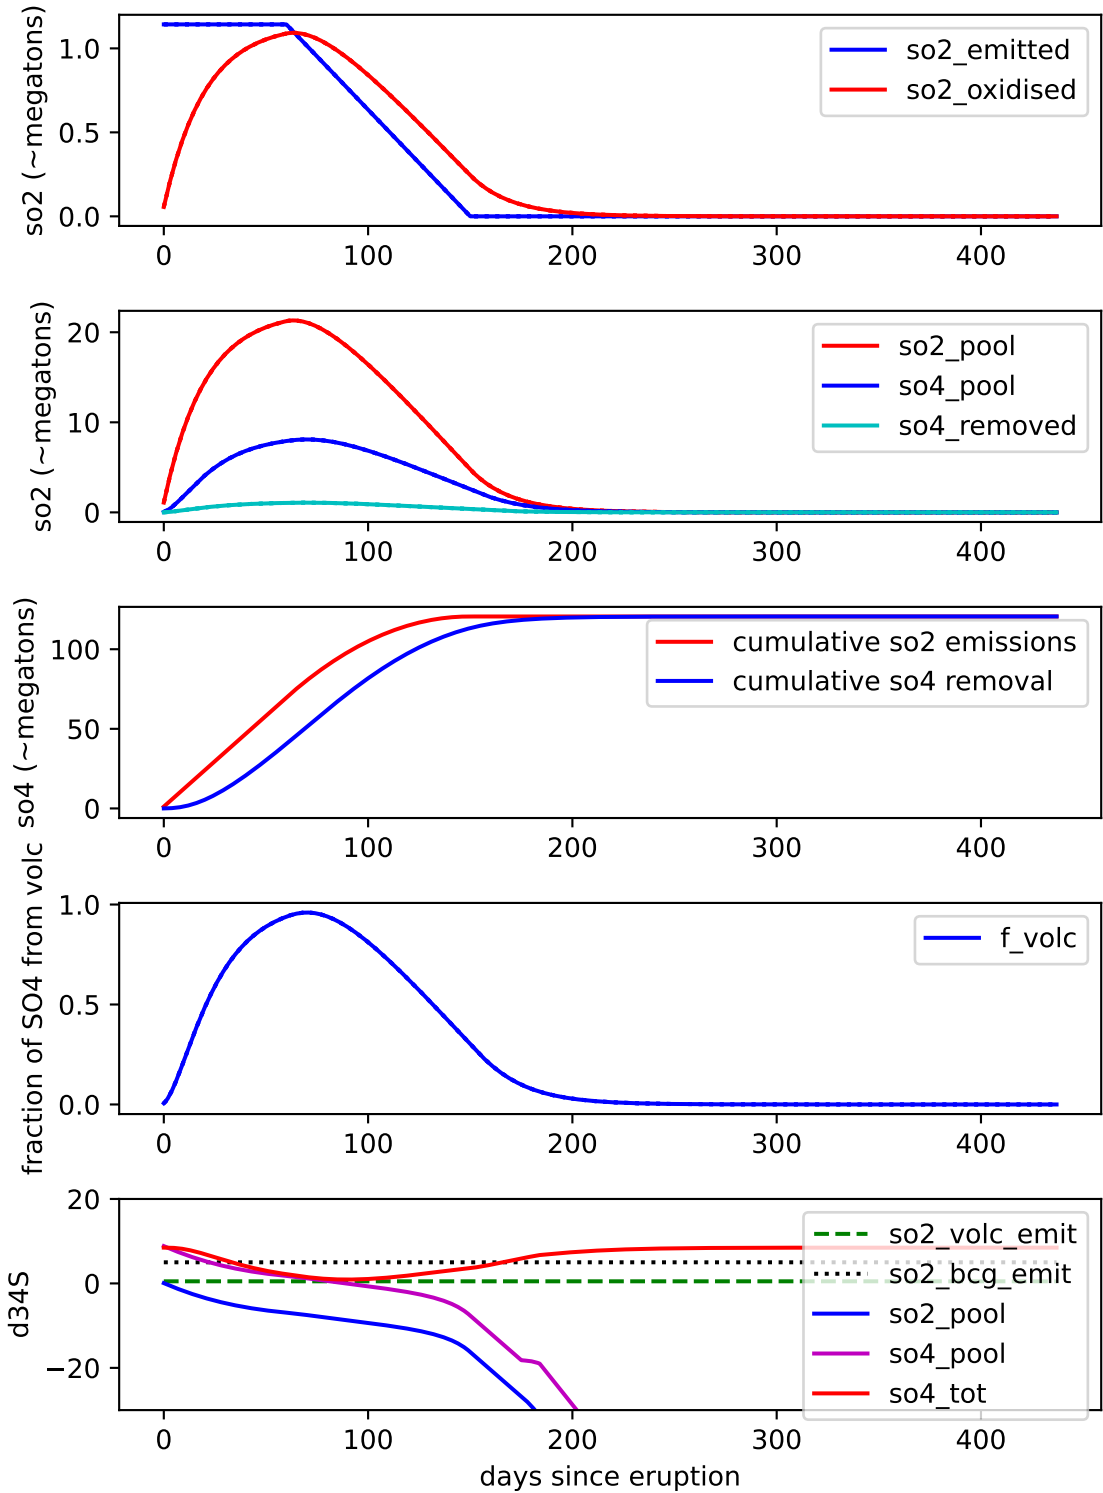 so2 (~megatons)
1.0
0.5
0.0
so2_emitted
so2_oxidised
0 100 200 300 400
so2 (~megatons)
20
10
0
so2_pool
so4_pool
so4_removed
0 100 200 300 400
so4 (~megatons)
100
50
0
cumulative so2 emissions
cumulative so4 removal
0 100 200 300 400
fraction of SO4 from volc
1.0
0.5
0.0
f_volc
0 100 200 300 400
d34S
20
0
−20
so2_volc_emit
so2_bcg_emit
so2_pool
so4_pool
so4_tot
0 100 200 300 400
days since eruption